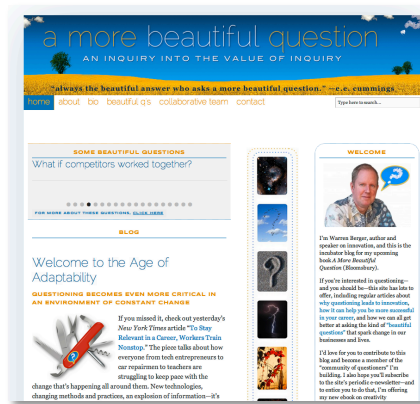 a more beautiful question
AN INQUIRY INTO THE VALUE OF INQUIRY
"always the beautiful answer who asks a more beautiful question." —e.e. cummings
home about bio beautiful q's collaborative team contact
Type here to search...
SOME BEAUTIFUL QUESTIONS
What if competitors worked together?
FOR MORE ABOUT THESE QUESTIONS, CLICK HERE
BLOG
Welcome to the Age of
Adaptability
QUESTIONING BECOMES EVEN MORE CRITICAL IN
AN ENVIRONMENT OF CONSTANT CHANGE
If you missed it, check out yesterday's
New York Times article "To Stay
Relevant in a Career, Workers Train
Nonstop." The piece talks about how
everyone from tech entrepreneurs to
car repairmen to teachers are
struggling to keep pace with the
change that's happening all around them. New technologies,
changing methods and practices, an explosion of information—it's
WELCOME
?
I'm Warren Berger, author and
speaker on innovation, and this is the
incubator blog for my upcoming
book A More Beautiful
Question (Bloomsbury).
If you're interested in questioning—
and you should be—this site has lots to
offer, including regular articles about
why questioning leads to innovation,
how it can help you be more successful
in your career, and how we can all get
better at asking the kind of "beautiful
questions" that spark change in our
businesses and lives.
I'd love for you to contribute to this
blog and become a member of the
"community of questioners" I'm
building. I also hope you'll subscribe
to the site's periodic e-newsletter—and
to entice you to do that, I'm offering
my new ebook on creativity